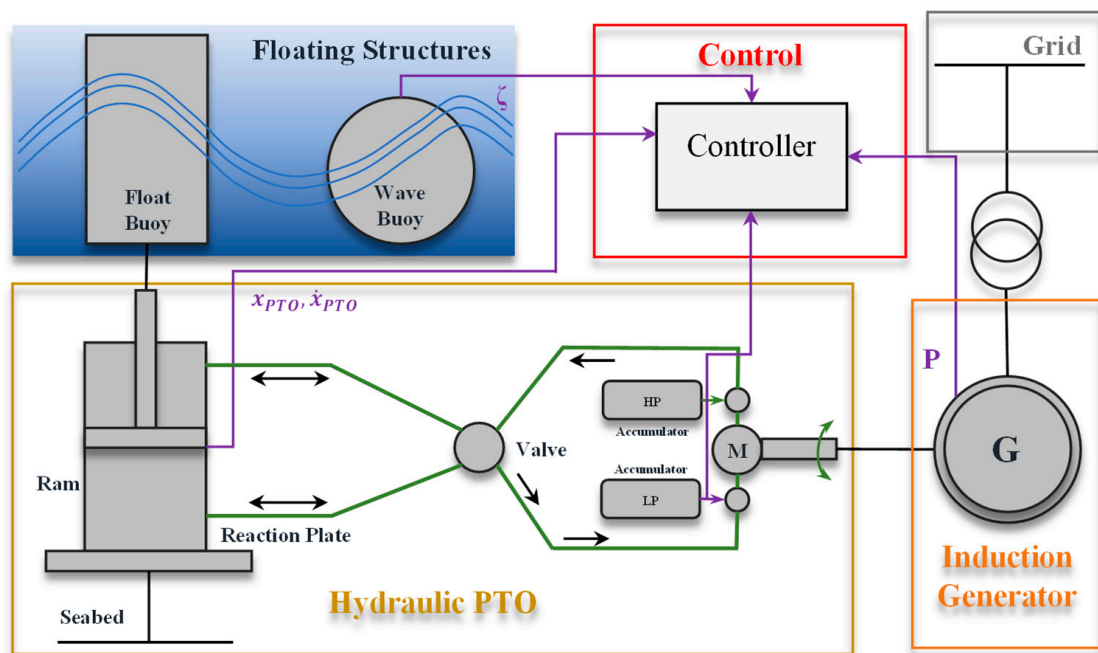 Floating Structures
ζ
Float
Buoy
Wave
Buoy
Control
Controller
Grid
x_PTO, ẋ_PTO
HP
Accumulator
M
Accumulator
LP
Valve
Ram
Reaction Plate
Seabed
Hydraulic PTO
P
G
Induction
Generator